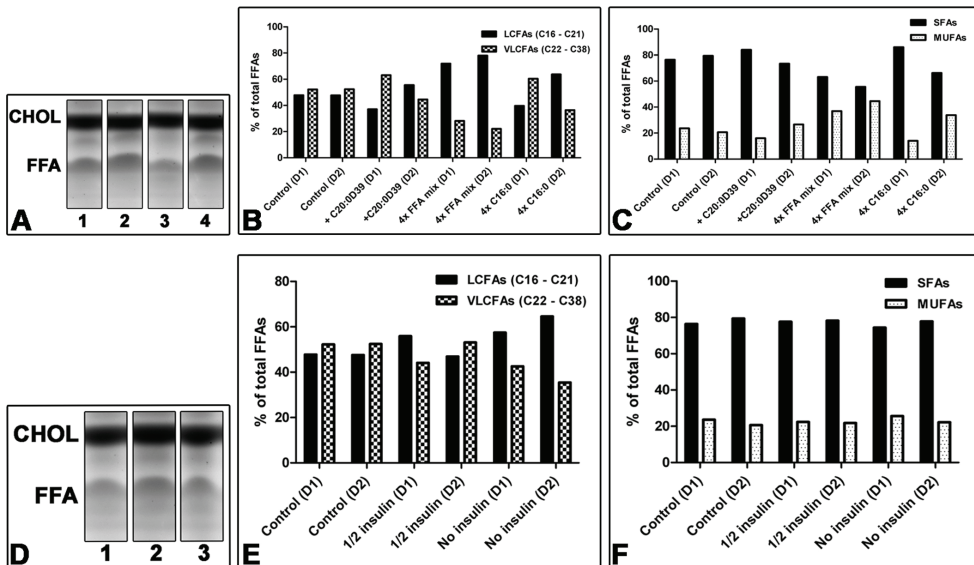 CHOL
FFA
1 2 3 4
A
LCFAs (C16 - C21)
VLCFAs (C22 - C38)
% of total FFAs
100
80
60
40
20
0
Control (D1)
Control (D2)
+ C20:0D39 (D1)
+C20:0D39 (D2)
4x FFA mix (D1)
4x FFA mix (D2)
4x C16:0 (D1)
4x C16:0 (D2)
B
SFAs
MUFAs
% of total FFAs
100
80
60
40
20
0
Control (D1)
Control (D2)
+ C20:0D39 (D1)
+C20:0D39 (D2)
4x FFA mix (D1)
4x FFA mix (D2)
4x C16:0 (D1)
4x C16:0 (D2)
C
CHOL
FFA
1 2 3
D
LCFAs (C16 - C21)
VLCFAs (C22 - C38)
% of total FFAs
80
60
40
20
0
Control (D1)
Control (D2)
1/2 insulin (D1)
1/2 insulin (D2)
No insulin (D1)
No insulin (D2)
E
SFAs
MUFAs
% of total FFAs
100
80
60
40
20
0
Control (D1)
Control (D2)
1/2 insulin (D1)
1/2 insulin (D2)
No insulin (D1)
No insulin (D2)
F